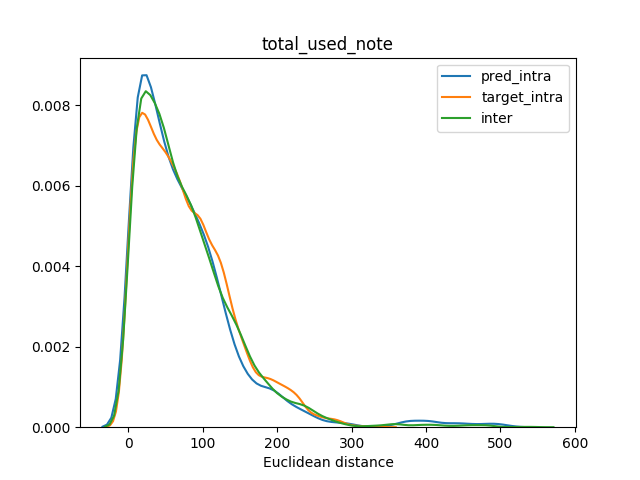 total_used_note
pred_intra
target_intra
inter
0.008
0.006
0.004
0.002
0.000
0 100 200 300 400 500 600
Euclidean distance